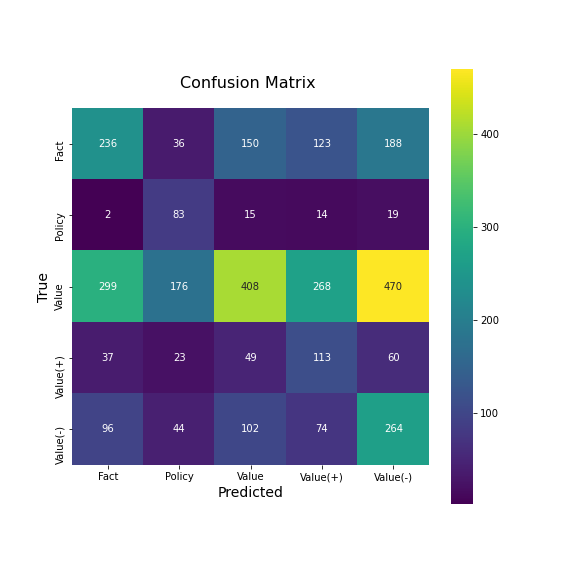 Confusion Matrix
True
Fact 236 36 150 123 188
Policy 2 83 15 14 19
Value 299 176 408 268 470
Value(+) 37 23 49 113 60
Value(-) 96 44 102 74 264
Fact Policy Value Value(+) Value(-)
Predicted
400
300
200
100